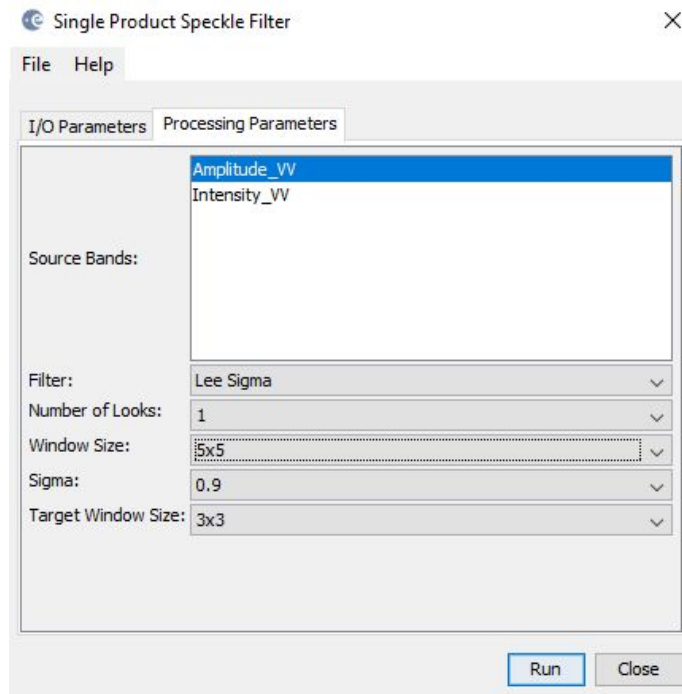 Single Product Speckle Filter
File Help
I/O Parameters Processing Parameters
Source Bands:
Amplitude_VV
Intensity_VV
Filter: Lee Sigma
Number of Looks: 1
Window Size: 5x5
Sigma: 0.9
Target Window Size: 3x3
Run Close